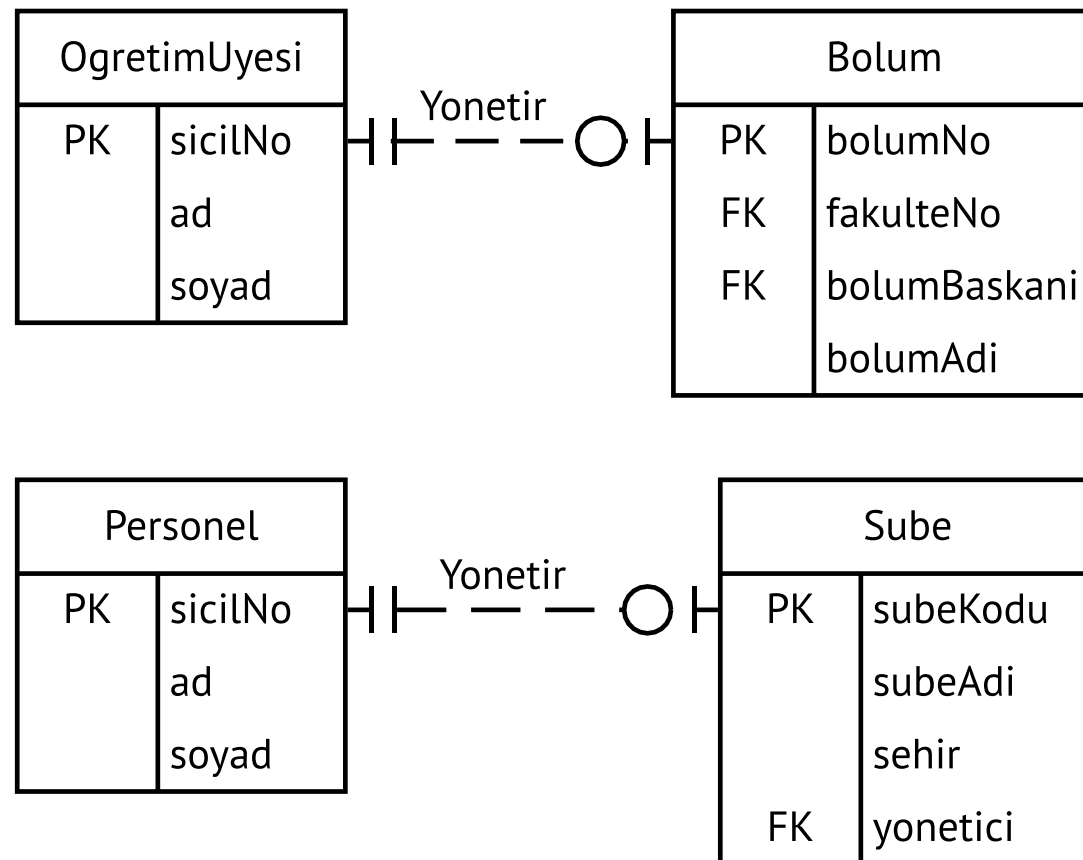 OgretimUyesi
PK sicilNo
ad
soyad
Yonetir
Bolum
PK bolumNo
FK fakulteNo
FK bolumBaskani
bolumAdi
Personel
PK sicilNo
ad
soyad
Yonetir
Sube
PK subeKodu
subeAdi
sehir
FK yonetici